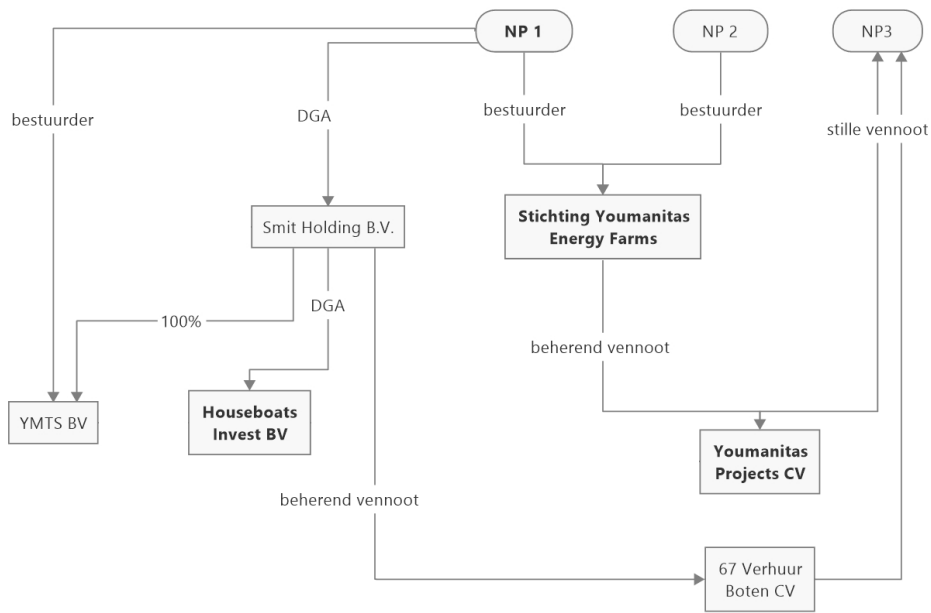 NP 1
NP 2
NP3
bestuurder
DGA
bestuurder
bestuurder
stille vennoot
Smit Holding B.V.
Stichting Youmanitas
Energy Farms
100%
DGA
beherend vennoot
YMTS BV
Houseboats
Invest BV
Youmanitas
Projects CV
beherend vennoot
67 Verhuur
Boten CV